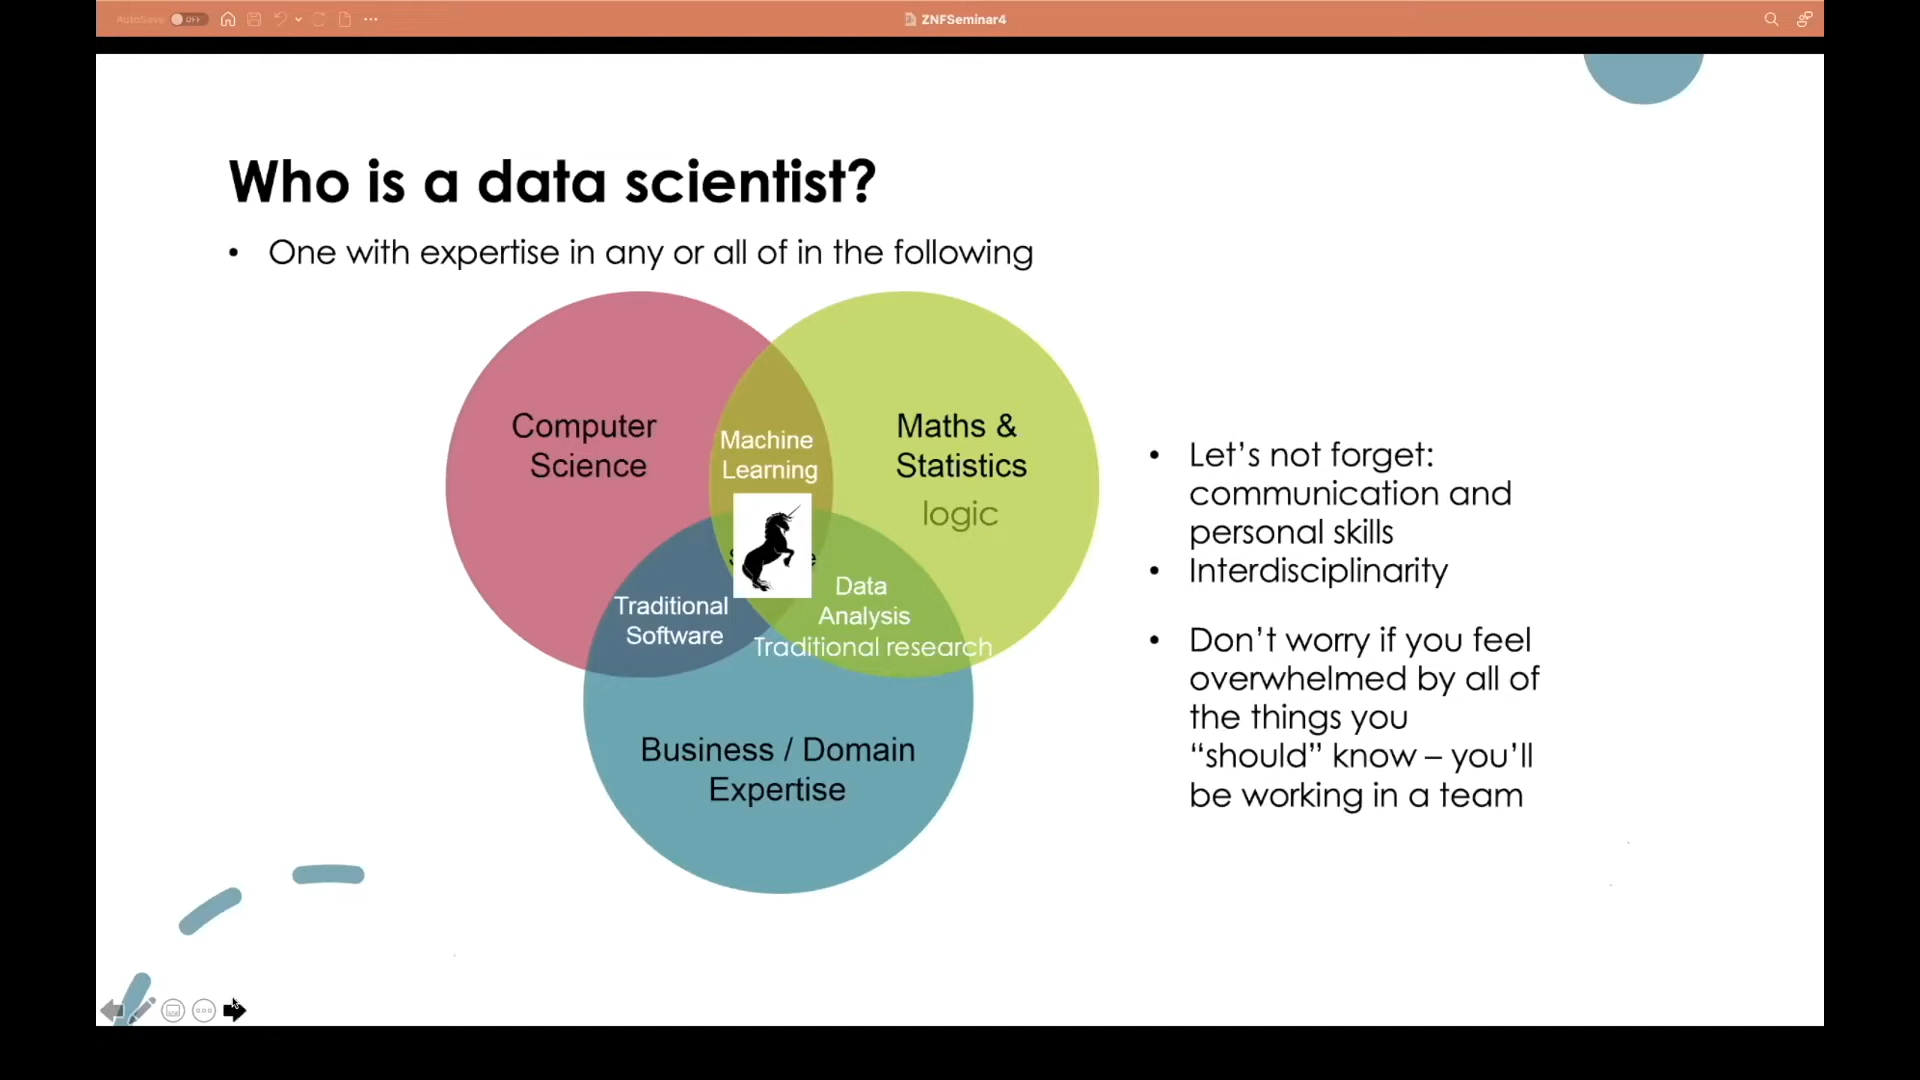 AutoSave OFF
ZNFSeminar4
Who is a data scientist?
• One with expertise in any or all of in the following
Computer
Science
Machine
Learning
Maths &
Statistics
logic
Traditional
Software
Data
Analysis
Traditional research
Business / Domain
Expertise
• Let’s not forget:
communication and
personal skills
• Interdisciplinarity
• Don’t worry if you feel
overwhelmed by all of
the things you
“should” know – you’ll
be working in a team